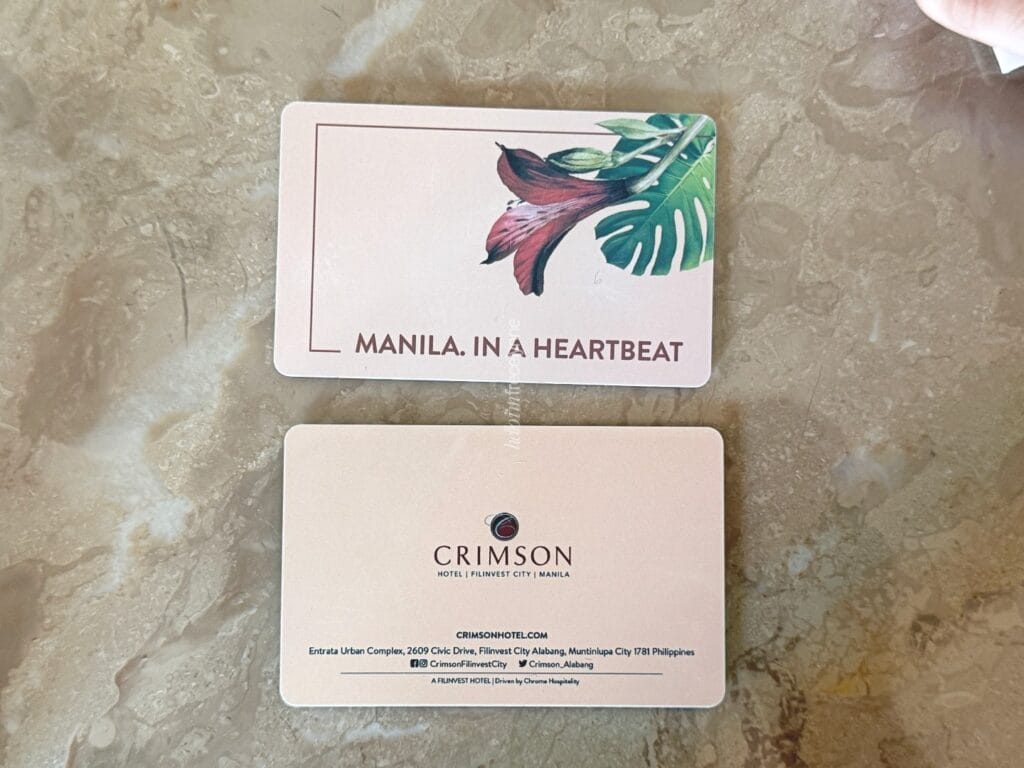 MANILA. IN A HEARTBEAT
CRIMSON
HOTEL | FILINVEST CITY | MANILA
CRIMSONHOTEL.COM
Entrata Urban Complex, 2609 Civic Drive, Filinvest City Alabang, Muntinlupa City 1781 Philippines
CrimsonFilinvestCity Crimson_Alabang
A FILINVEST HOTEL | Driven by Chrome Hospitality